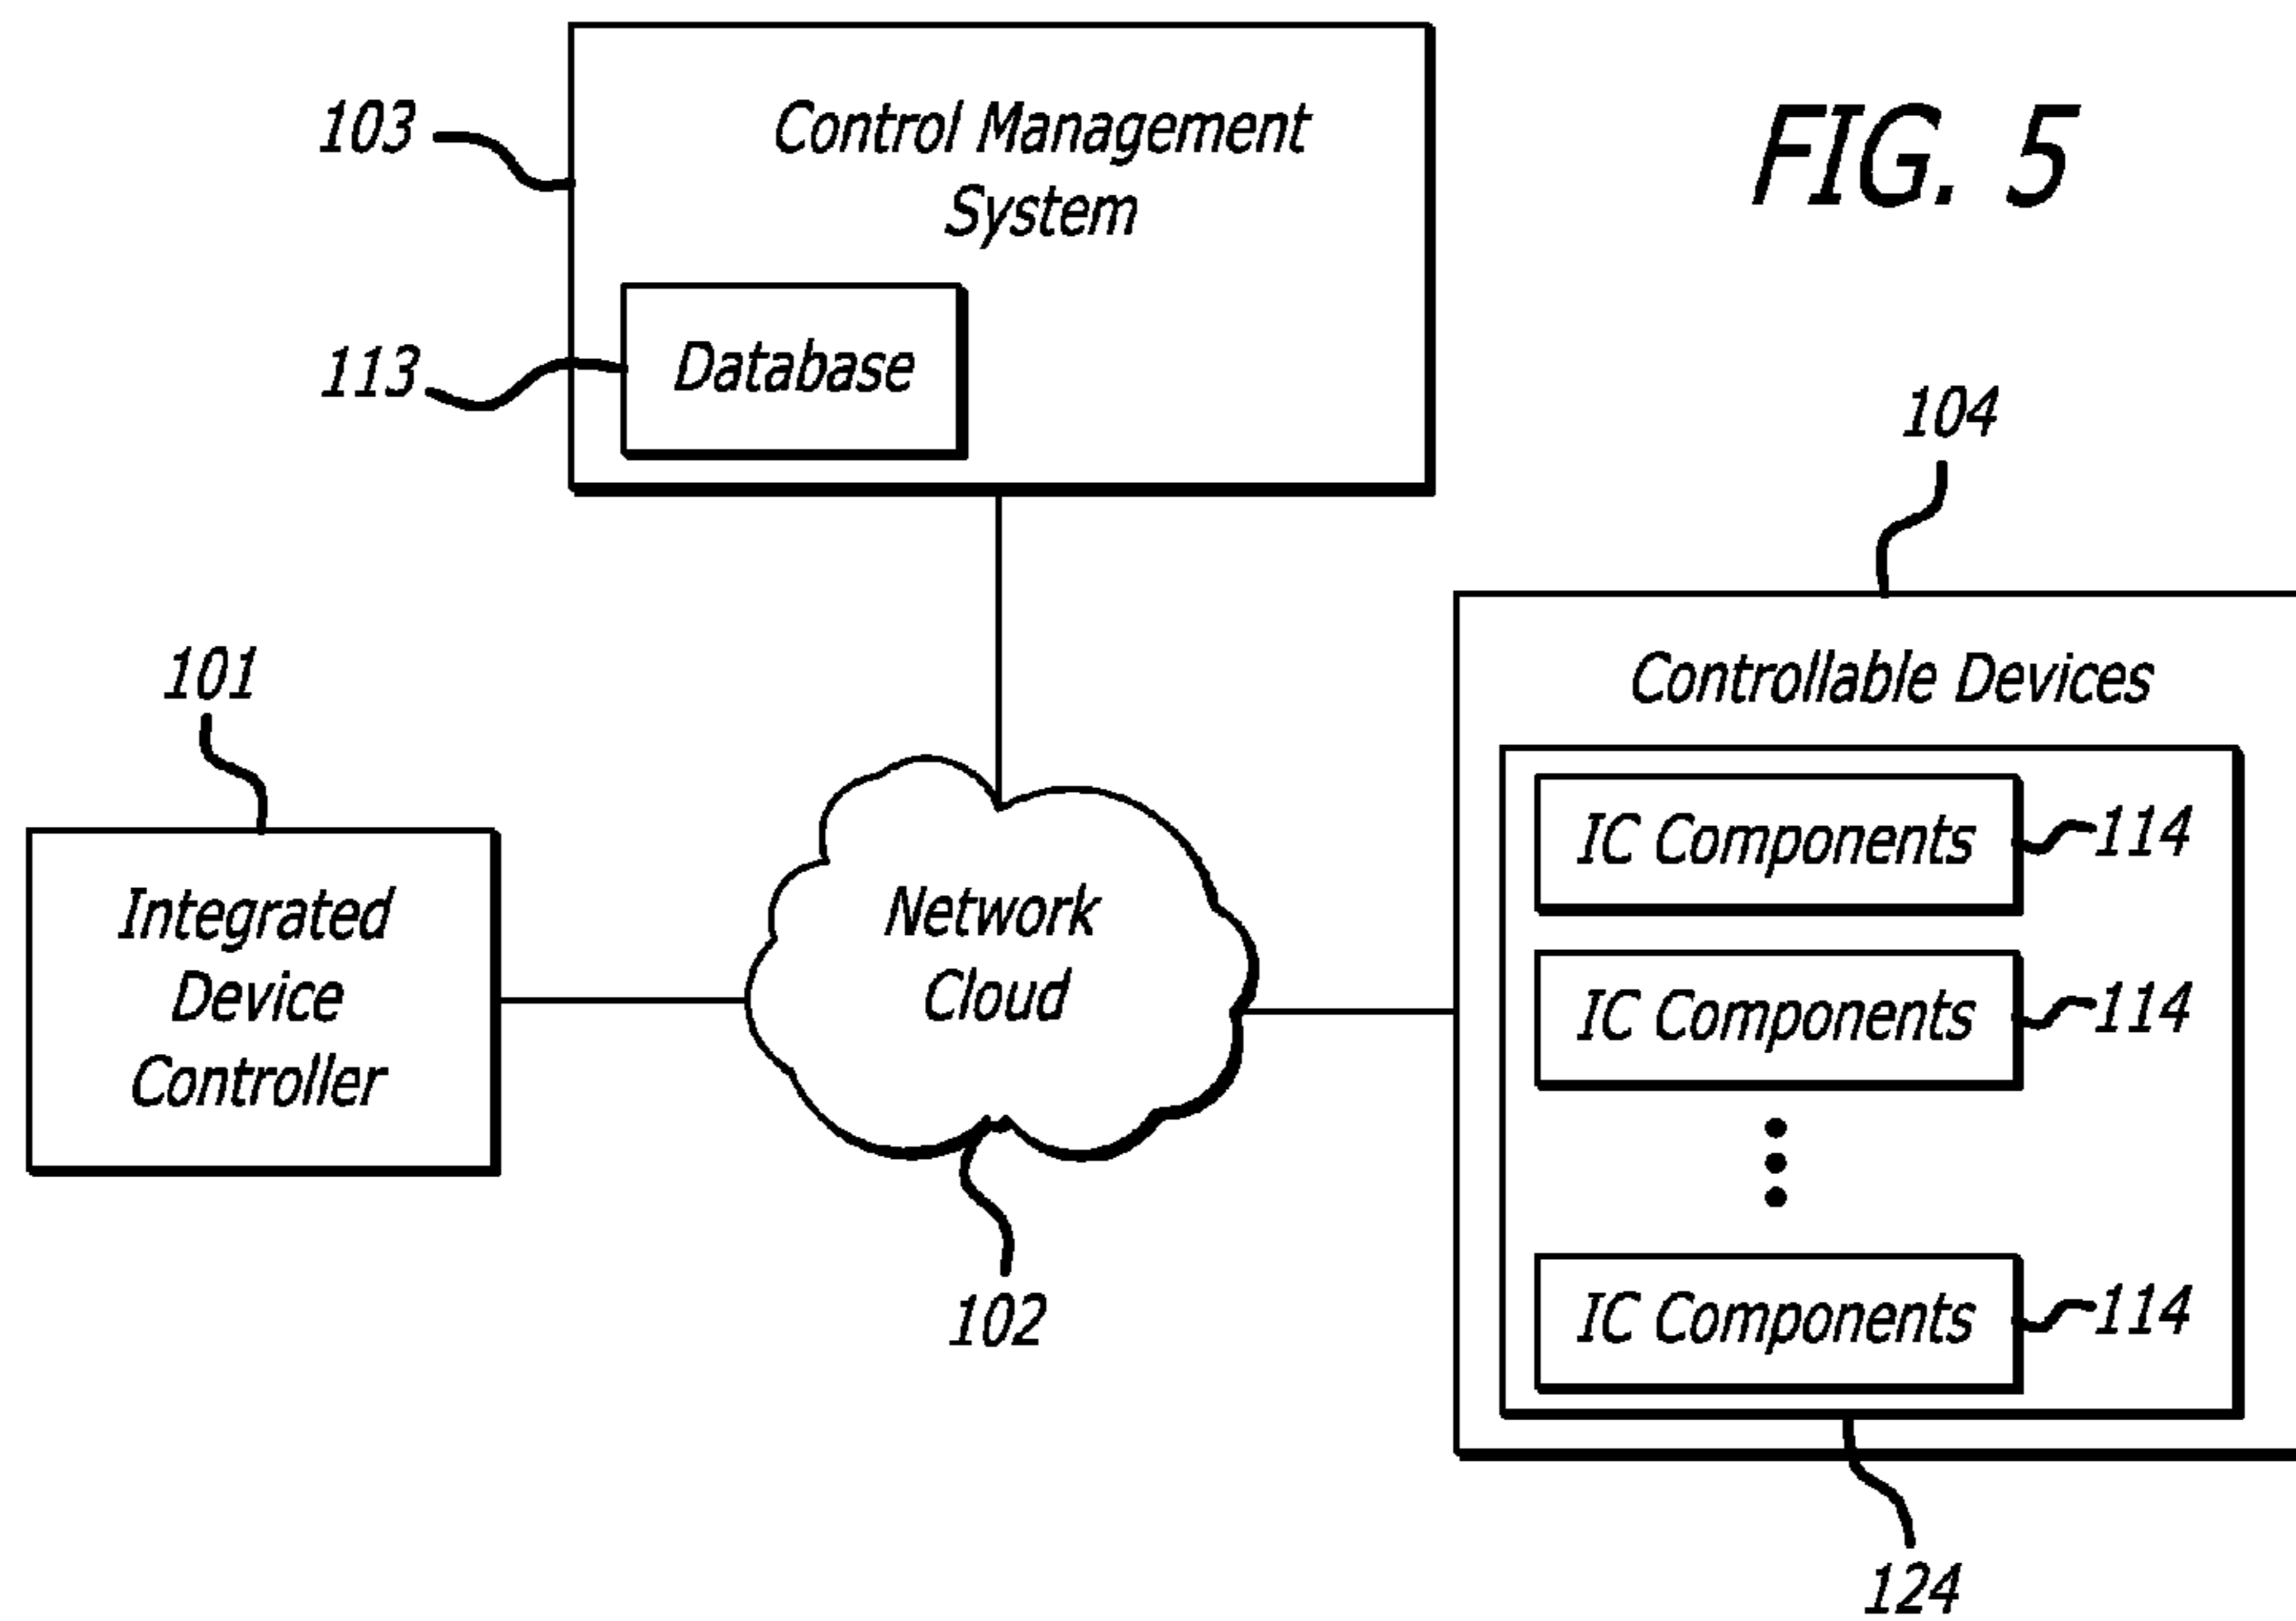 FIG. 5
103
Control Management
System
113
Database
104
101
Controllable Devices
Integrated
Device
Controller
Network
Cloud
IC Components
114
IC Components
114
IC Components
114
102
124